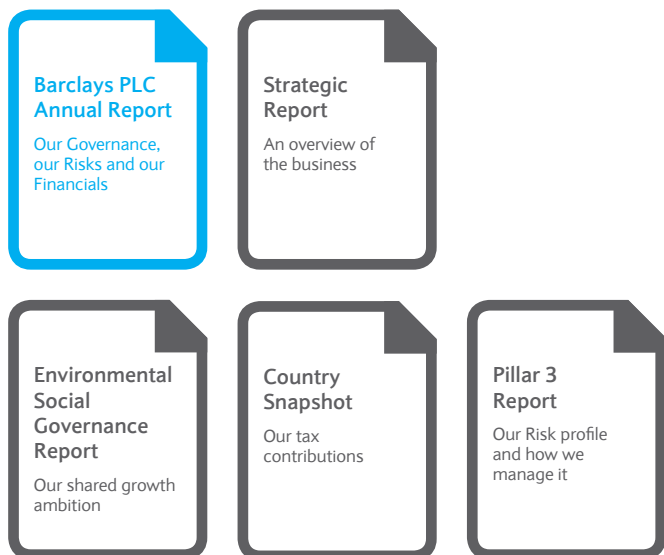 Barclays PLC
Annual Report
Our Governance,
our Risks and our
Financials
Strategic
Report
An overview of
the business
Environmental
Social
Governance
Report
Our shared growth
ambition
Country
Snapshot
Our tax
contributions
Pillar 3
Report
Our Risk profile
and how we
manage it